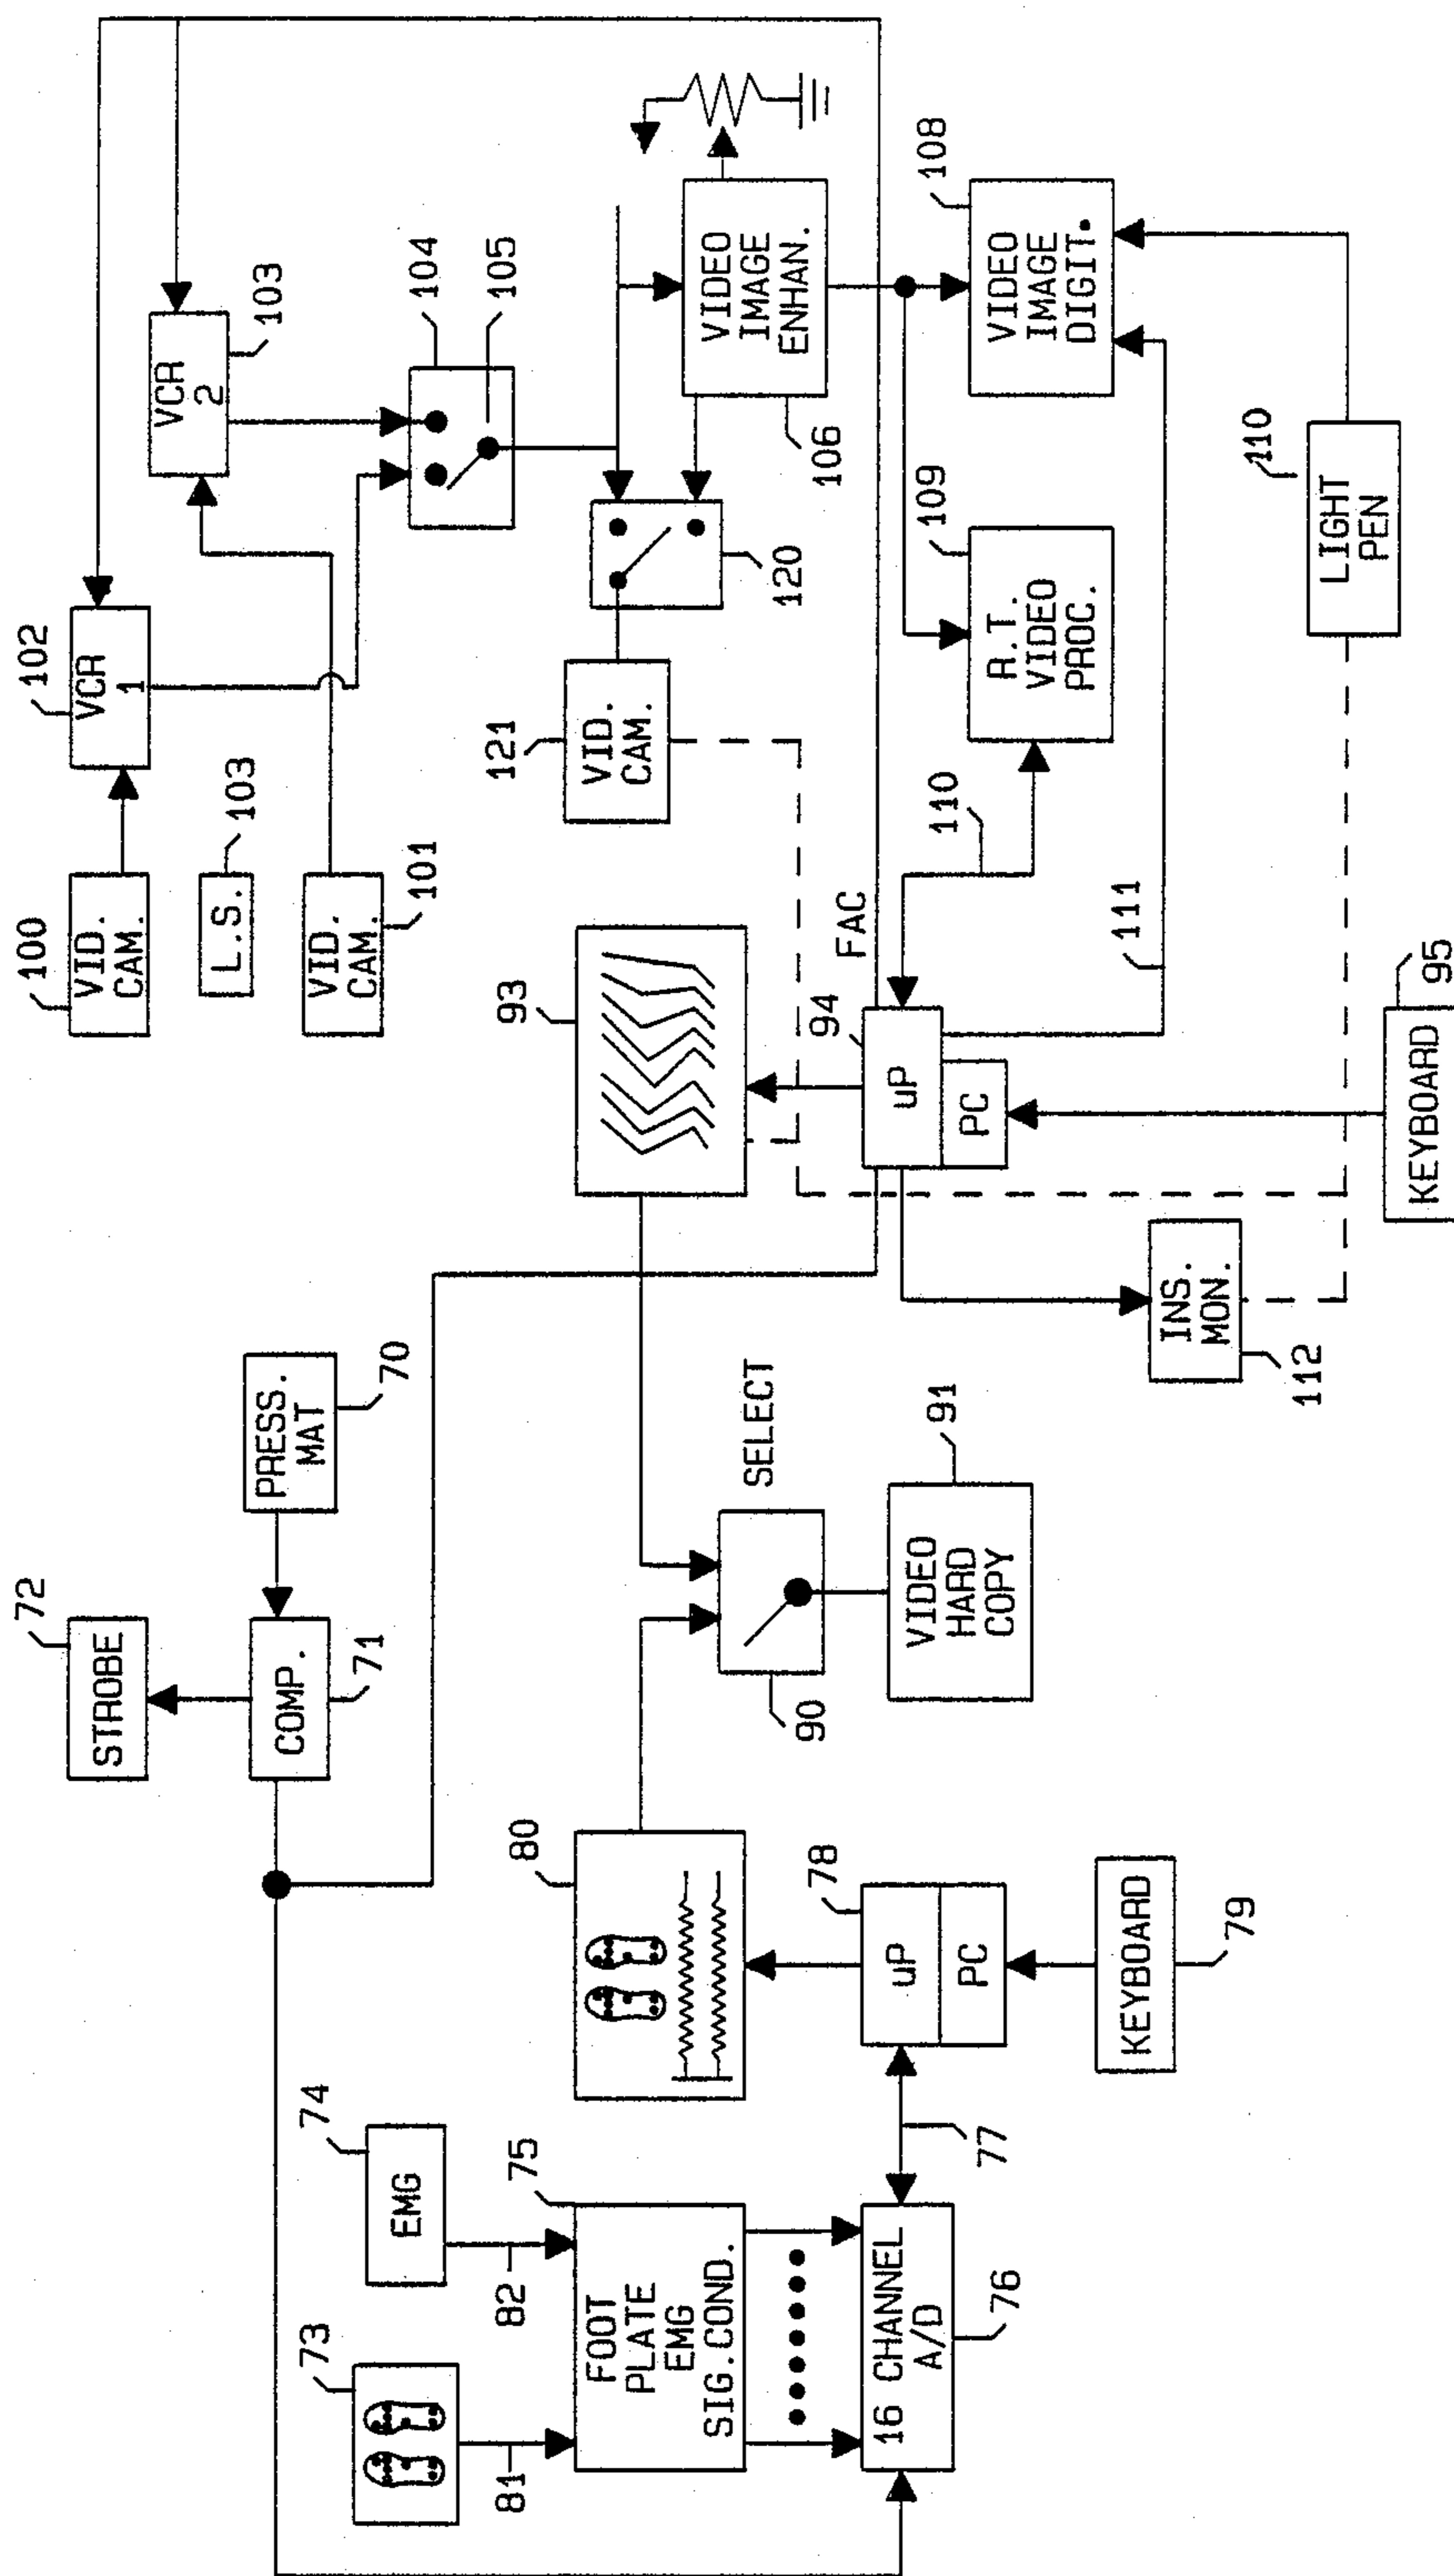 100
VID.
CAM.
102
VCR
1
VCR
2
103
L.S.
103
VID.
CAM.
101
104
105
72
STROBE
PRESS.
MAT
70
COMP.
71
121
VID.
CAM.
120
VIDEO
IMAGE
ENHAN.
106
73
74
EMG
81
82
75
FOOT
PLATE
EMG
SIG.COND.
80
93
SELECT
90
91
VIDEO
HARD
COPY
16 CHANNEL
A/D
76
77
78
uP
PC
KEYBOARD
79
FAC
94
uP
PC
110
109
R.T.
VIDEO
PROC.
108
VIDEO
IMAGE
DIGIT.
111
INS.
MON.
112
KEYBOARD
95
110
LIGHT
PEN